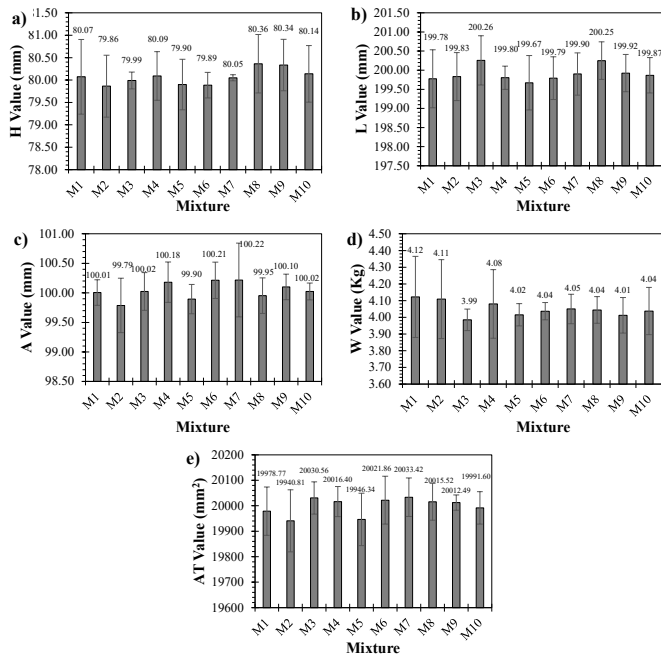 a)
H Value (mm)
81.50
81.00
80.50
80.00
79.50
79.00
78.50
78.00
80.07
79.86
79.99
80.09
79.90
79.89
80.05
80.36
80.34
80.14
M1
M2
M3
M4
M5
M6
M7
M8
M9
M10
Mixture
b)
L Value (mm)
201.50
201.00
200.50
200.00
199.50
199.00
198.50
198.00
197.50
199.78
199.83
200.26
199.80
199.67
199.79
199.90
200.25
199.92
199.87
M1
M2
M3
M4
M5
M6
M7
M8
M9
M10
Mixture
c)
A Value (mm)
101.00
100.50
100.00
99.50
99.00
98.50
100.01
99.79
100.02
100.18
99.90
100.21
100.22
99.95
100.10
100.02
M1
M2
M3
M4
M5
M6
M7
M8
M9
M10
Mixture
d)
W Value (Kg)
4.50
4.40
4.30
4.20
4.10
4.00
3.90
3.80
3.70
3.60
4.12
4.11
3.99
4.08
4.02
4.04
4.05
4.04
4.01
4.04
M1
M2
M3
M4
M5
M6
M7
M8
M9
M10
Mixture
e)
AT Value (mm²)
20200
20100
20000
19900
19800
19700
19600
19978.77
19940.81
20030.56
20016.40
19946.34
20021.86
20033.42
20015.52
20012.49
19991.60
M1
M2
M3
M4
M5
M6
M7
M8
M9
M10
Mixture